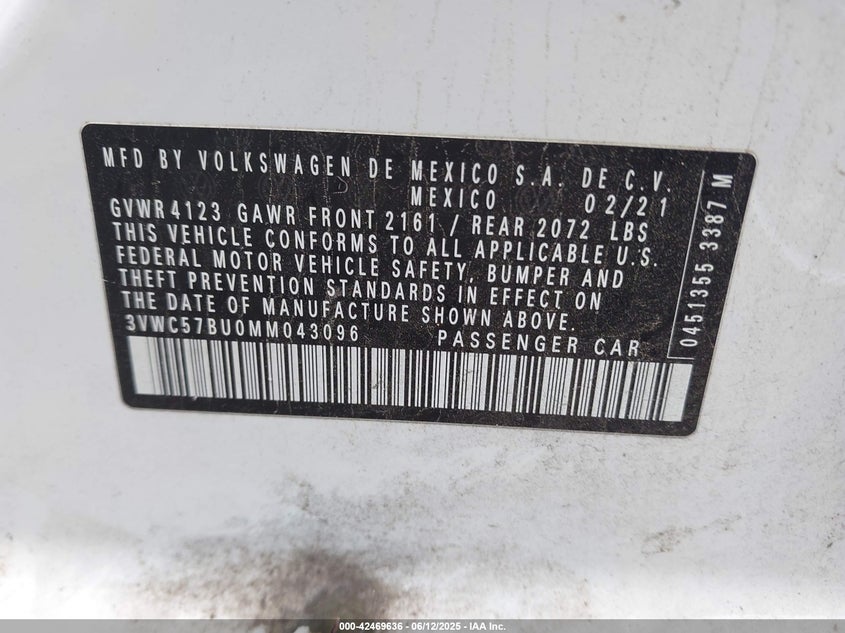 MFD BY VOLKSWAGEN DE MEXICO S.A. DE C.V.
MEXICO 02/21
GVWR 4123 GAWR FRONT 2161 / REAR 2072 LBS
THIS VEHICLE CONFORMS TO ALL APPLICABLE U.S.
FEDERAL MOTOR VEHICLE SAFETY, BUMPER AND
THEFT PREVENTION STANDARDS IN EFFECT ON
THE DATE OF MANUFACTURE SHOWN ABOVE.
3VWC57BU0MM043096 PASSENGER CAR
0451355 3387 M
000-42469636 - 06/12/2025 - IAA Inc.